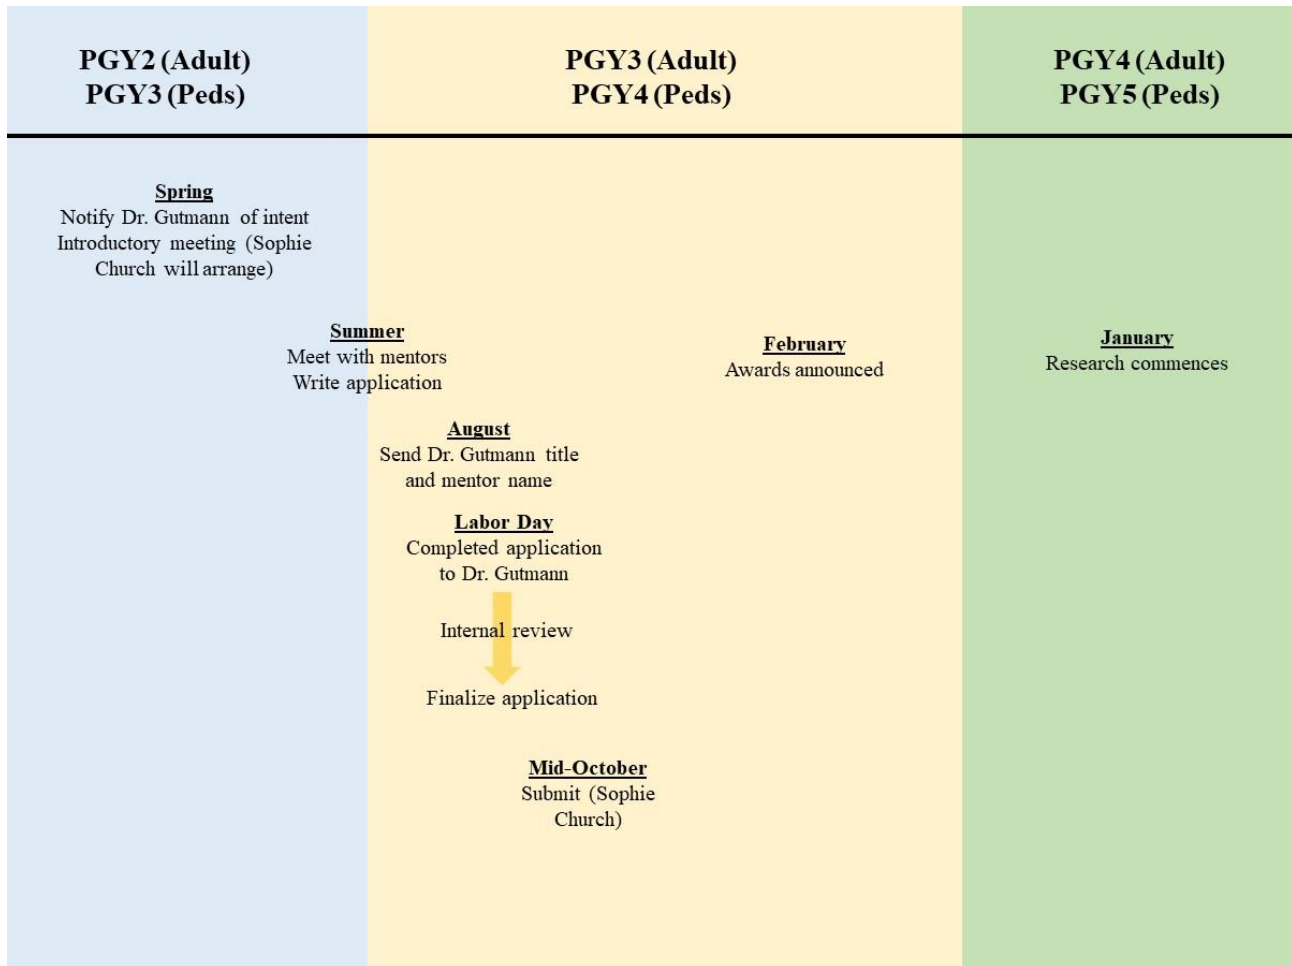 PGY2 (Adult)
PGY3 (Peds)
PGY3 (Adult)
PGY4 (Peds)
PGY4 (Adult)
PGY5 (Peds)
Spring
Notify Dr. Gutmann of intent
Introductory meeting (Sophie
Church will arrange)
Summer
Meet with mentors
Write application
August
Send Dr. Gutmann title
and mentor name
Labor Day
Completed application
to Dr. Gutmann
Internal review
Finalize application
Mid-October
Submit (Sophie
Church)
February
Awards announced
January
Research commences